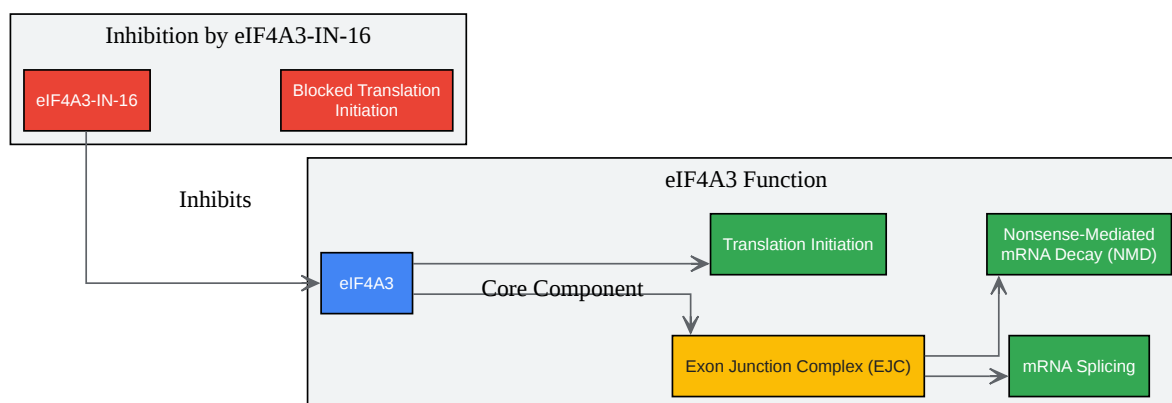 Inhibition by eIF4A3-IN-16
eIF4A3-IN-16
Blocked Translation
Initiation
Inhibits
eIF4A3 Function
Translation Initiation
Nonsense-Mediated
mRNA Decay (NMD)
eIF4A3
Core Component
Exon Junction Complex (EJC)
mRNA Splicing